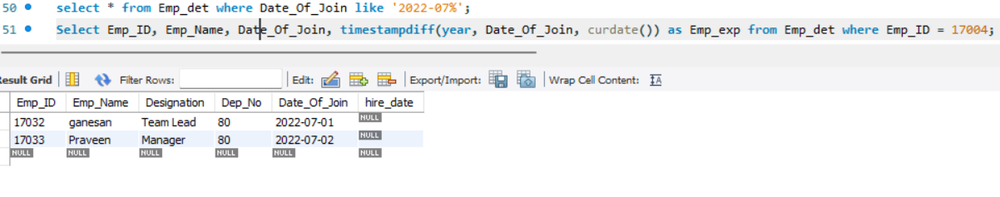 50 select * from Emp_det where Date_Of_Join like '2022-07%';
51 Select Emp_ID, Emp_Name, Date_Of_Join, timestampdiff(year, Date_Of_Join, curdate()) as Emp_exp from Emp_det where Emp_ID = 17004;
Result Grid Filter Rows: Edit: Export/Import: Wrap Cell Content: IA
Emp_ID Emp_Name Designation Dep_No Date_Of_Join hire_date
17032 ganesan Team Lead 80 2022-07-01 NULL
17033 Praveen Manager 80 2022-07-02 NULL
NULL NULL NULL NULL NULL NULL